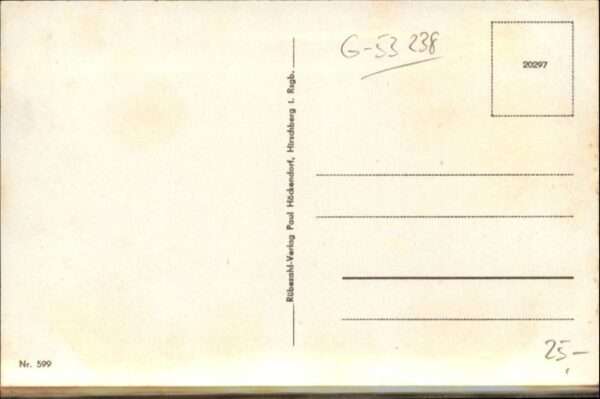 G-53 238
20297
Rübezahl-Verlag Paul Höckendorf, Hirschberg i. Rsgb.
25-
Nr. 599